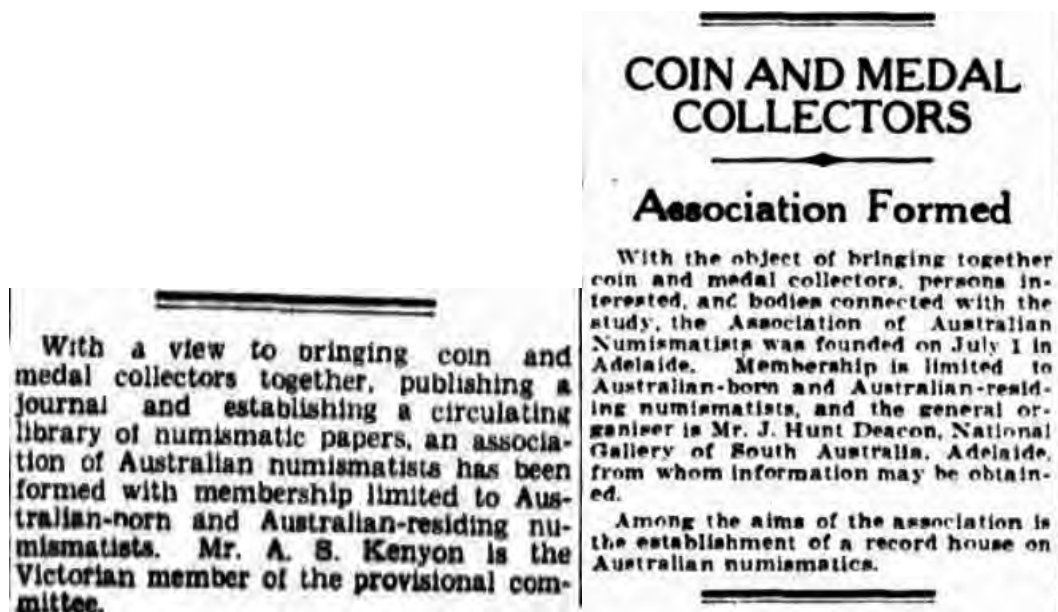 With a view to bringing coin and
medal collectors together, publishing a
journal and establishing a circulating
library of numismatic papers, an associa-
tion of Australian numismatists has been
formed with membership limited to Aus-
tralian-born and Australian-residing nu-
mismatists. Mr. A. S. Kenyon is the
Victorian member of the provisional com-
mittee.
COIN AND MEDAL
COLLECTORS
Association Formed
With the object of bringing together
coin and medal collectors, persons in-
terested, and bodies connected with the
study, the Association of Australian
Numismatists was founded on July 1 in
Adelaide. Membership is limited to
Australian-born and Australian-resid-
ing numismatists, and the general or-
ganiser is Mr. J. Hunt Deacon, National
Gallery of South Australia, Adelaide,
from whom information may be obtain-
ed.
Among the aims of the association is
the establishment of a record house on
Australian numismatics.